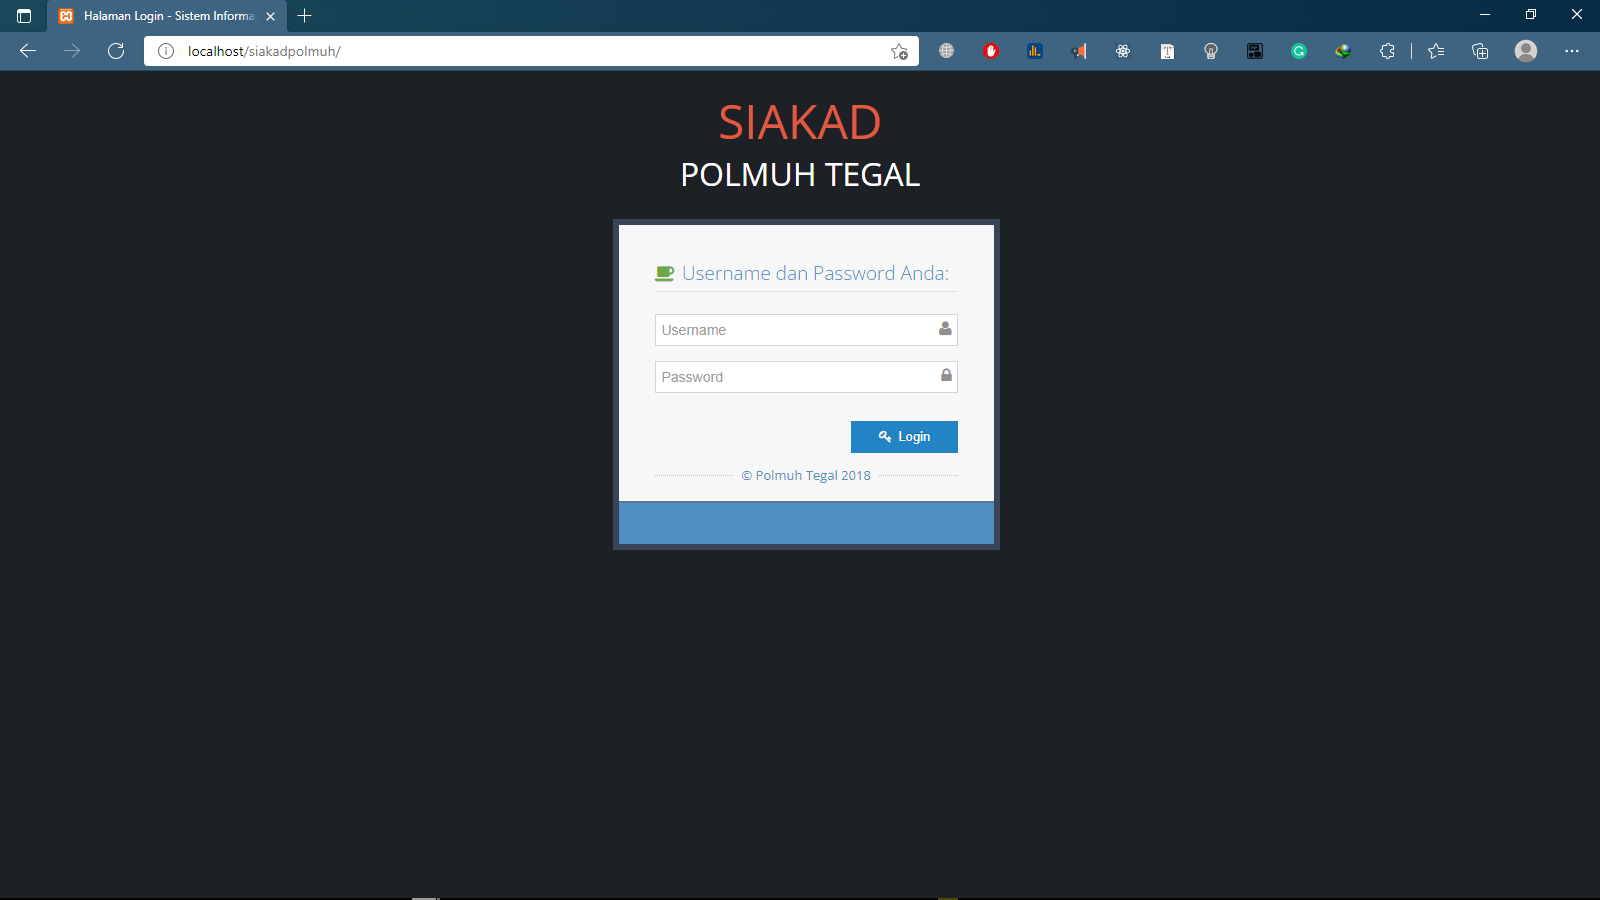 Halaman Login - Sistem Informa
localhost/siakadpolmuh/
SIAKAD
POLMUH TEGAL
Username dan Password Anda:
Username
Password
Login
© Polmuh Tegal 2018